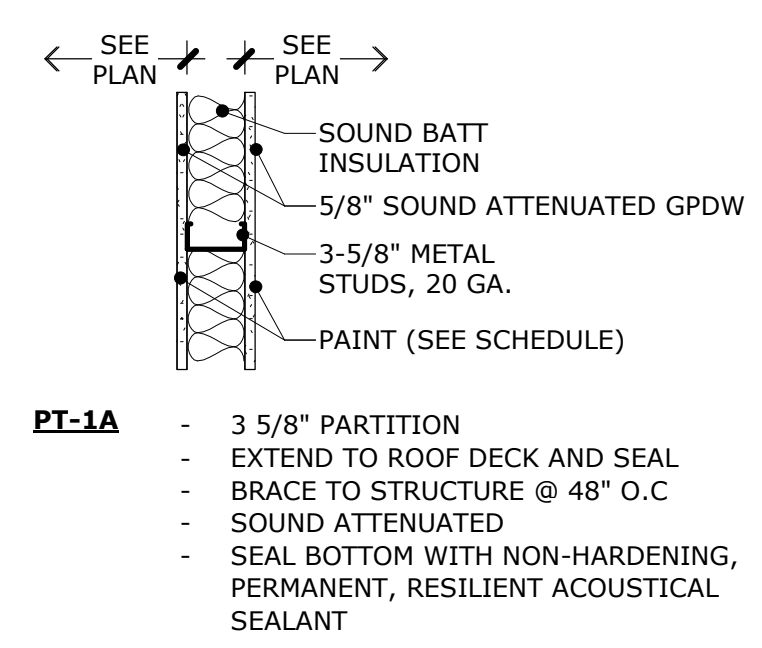 SEE PLAN
SEE PLAN
SOUND BATT
INSULATION
5/8" SOUND ATTENUATED GPDW
3-5/8" METAL
STUDS, 20 GA.
PAINT (SEE SCHEDULE)
PT-1A
- 3 5/8" PARTITION
- EXTEND TO ROOF DECK AND SEAL
- BRACE TO STRUCTURE @ 48" O.C
- SOUND ATTENUATED
- SEAL BOTTOM WITH NON-HARDENING,
PERMANENT, RESILIENT ACOUSTICAL
SEALANT